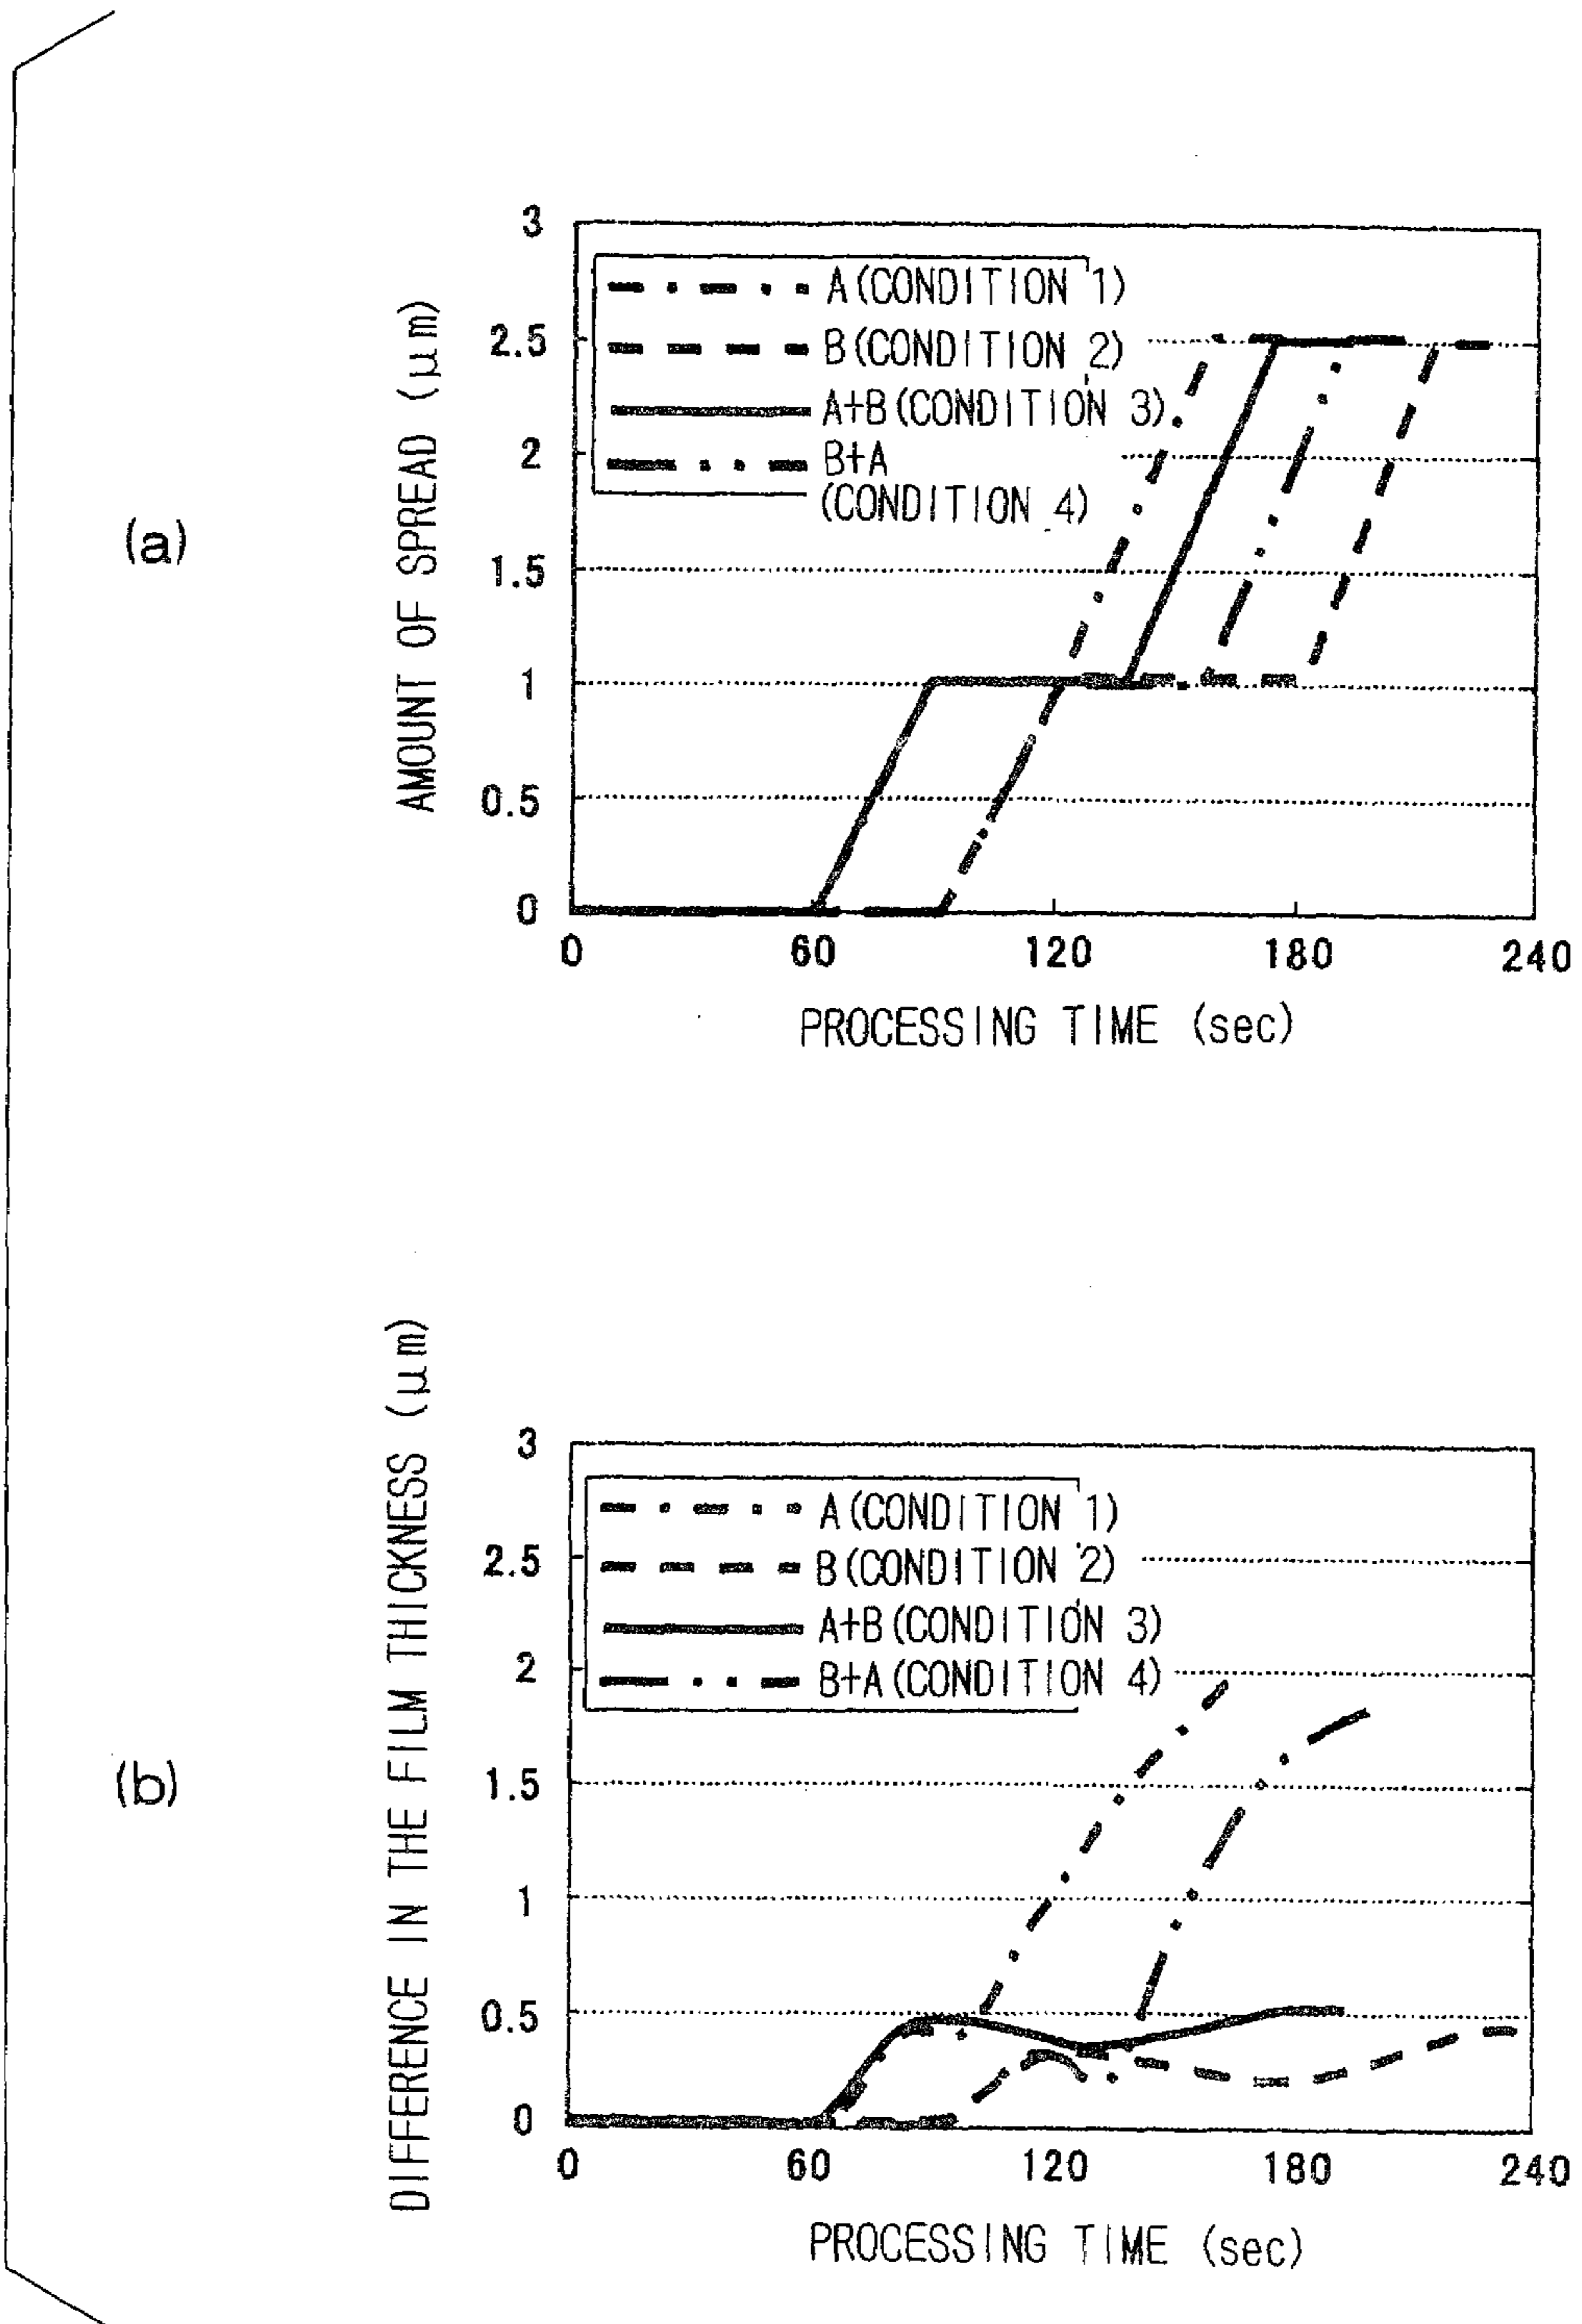 (a)
AMOUNT OF SPREAD (μm)
3
2.5
2
1.5
1
0.5
0
A(CONDITION 1)
B(CONDITION 2)
A+B(CONDITION 3)
B+A
(CONDITION 4)
0 60 120 180 240
PROCESSING TIME (sec)
(b)
DIFFERENCE IN THE FILM THICKNESS (μm)
3
2.5
2
1.5
1
0.5
0
A(CONDITION 1)
B(CONDITION 2)
A+B(CONDITION 3)
B+A(CONDITION 4)
0 60 120 180 240
PROCESSING TIME (sec)